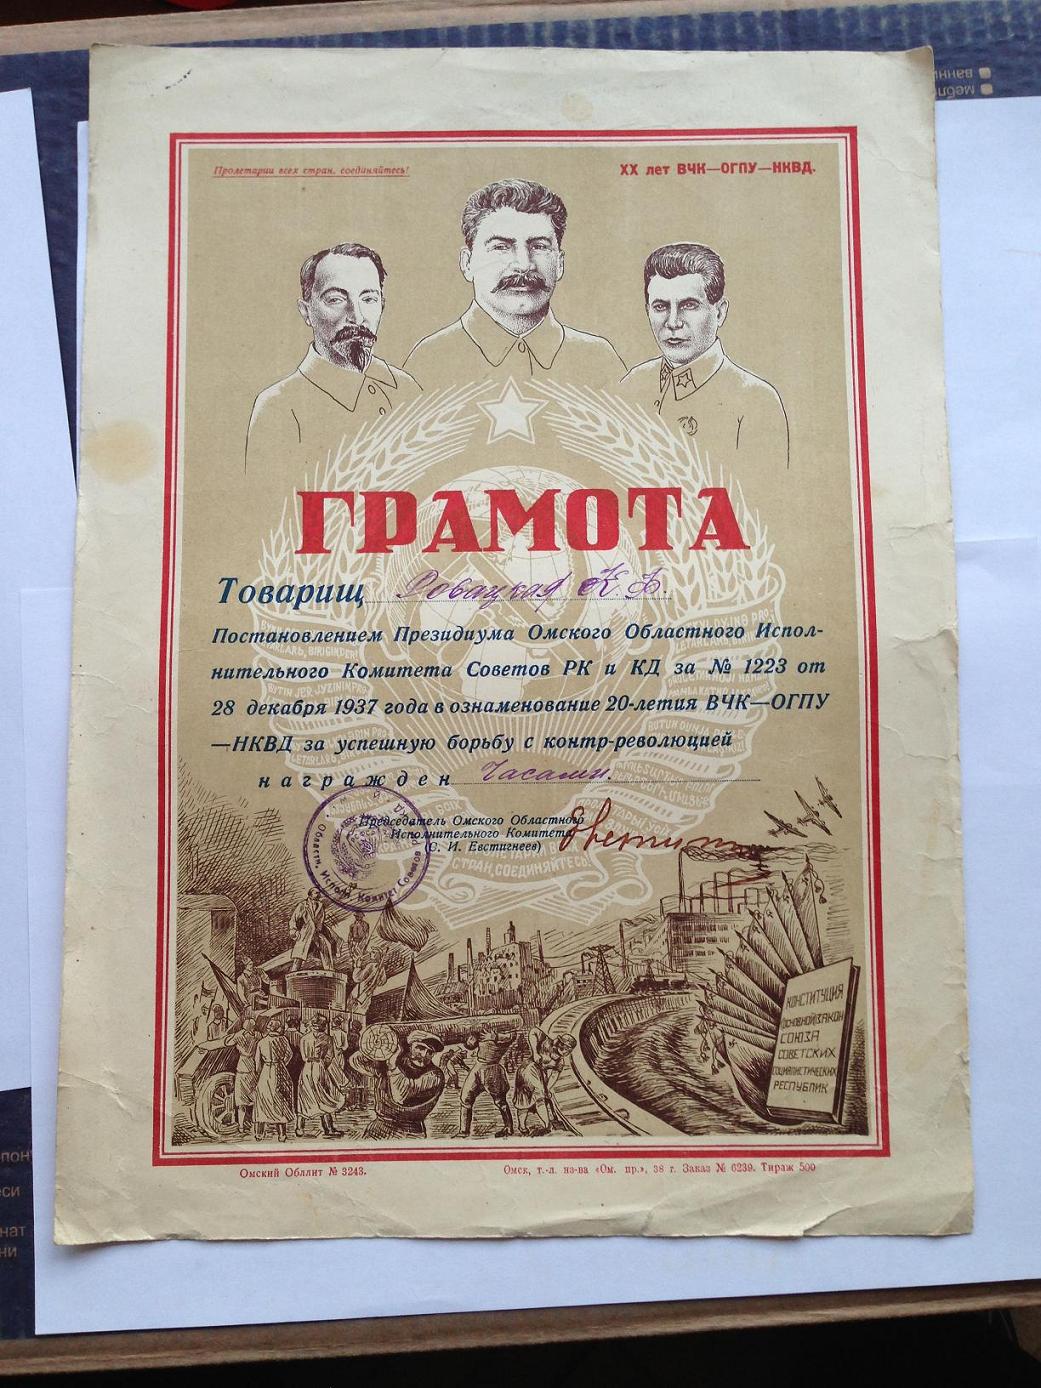 Пролетарии всех стран, соединяйтесь!
XX лет ВЧК—ОГПУ—НКВД.
ГРАМОТА
Товарищ Ровацкая К. Ф.
Постановлением Президиума Омского Областного Испол-
нительного Комитета Советов РК и КД за № 1223 от
28 декабря 1937 года в ознаменование 20-летия ВЧК—ОГПУ
—НКВД за успешную борьбу с контр-революцией
награжден Часами.
Председатель Омского Областного
Исполнительного Комитета
(С. И. Евстигнеев)
СТРАН, СОЕДИНЯЙТЕСЬ!
КОНСТИТУЦИЯ
ОСНОВНОЙ ЗАКОН
СОЮЗА
СОВЕТСКИХ
СОЦИАЛИСТИЧЕСКИХ
РЕСПУБЛИК
Омский Обллит № 3243.
Омск, т.-л. из-ва «Ом. пр.», 38 г. Заказ № 6239. Тираж 500